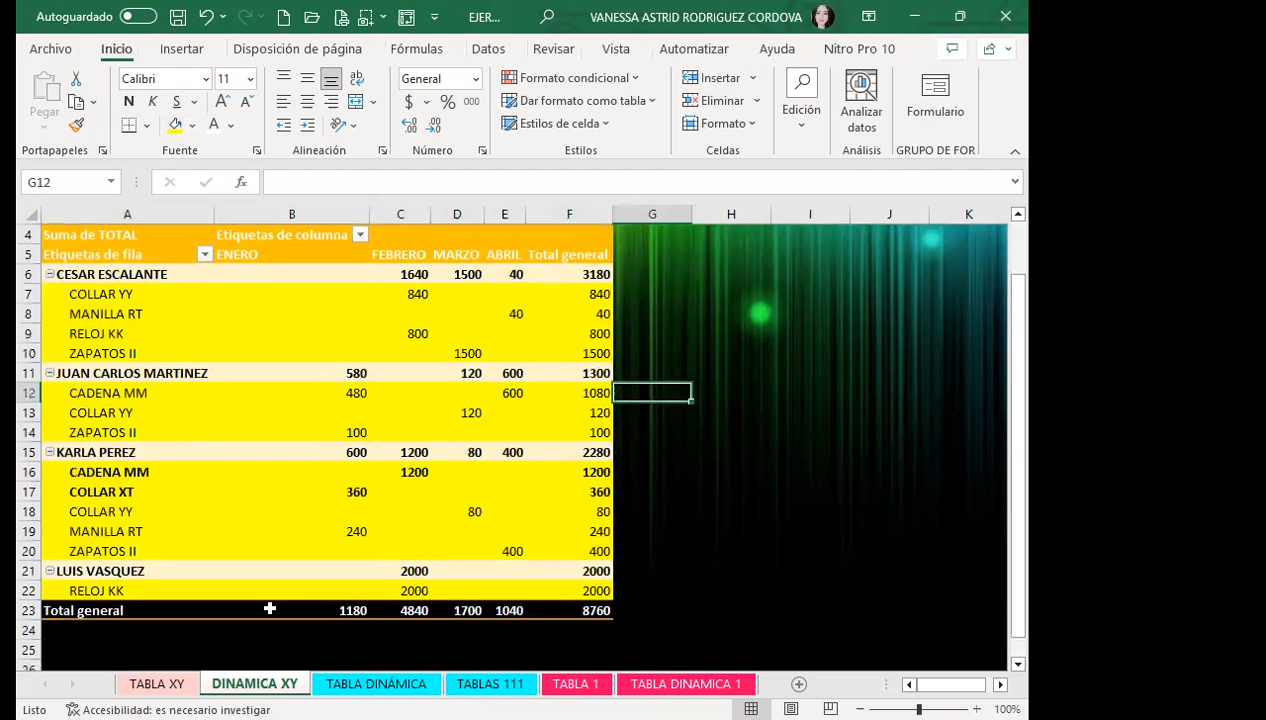 Autoguardado EJER... VANESSA ASTRID RODRIGUEZ CORDOVA
Archivo Inicio Insertar Disposición de página Fórmulas Datos Revisar Vista Automatizar Ayuda Nitro Pro 10
Pegar
Calibri 11
N K S
General
$ % 000
Formato condicional
Dar formato como tabla
Estilos de celda
Insertar
Eliminar
Formato
Edición
Analizar
datos
Formulario
Portapapeles Fuente Alineación Número Estilos Celdas Análisis GRUPO DE FOR
G12 fx
A B C D E F G H I J K
4 Suma de TOTAL Etiquetas de columna
5 Etiquetas de fila ENERO FEBRERO MARZO ABRIL Total general
6 CESAR ESCALANTE 1640 1500 40 3180
7 COLLAR YY 840 840
8 MANILLA RT 40 40
9 RELOJ KK 800 800
10 ZAPATOS II 1500 1500
11 JUAN CARLOS MARTINEZ 580 120 600 1300
12 CADENA MM 480 600 1080
13 COLLAR YY 120 120
14 ZAPATOS II 100 100
15 KARLA PEREZ 600 1200 80 400 2280
16 CADENA MM 1200 1200
17 COLLAR XT 360 360
18 COLLAR YY 80 80
19 MANILLA RT 240 240
20 ZAPATOS II 400 400
21 LUIS VASQUEZ 2000 2000
22 RELOJ KK 2000 2000
23 Total general 1180 4840 1700 1040 8760
24
25
26
TABLA XY DINAMICA XY TABLA DINÁMICA TABLAS 111 TABLA 1 TABLA DINAMICA 1
Listo Accesibilidad: es necesario investigar 100%